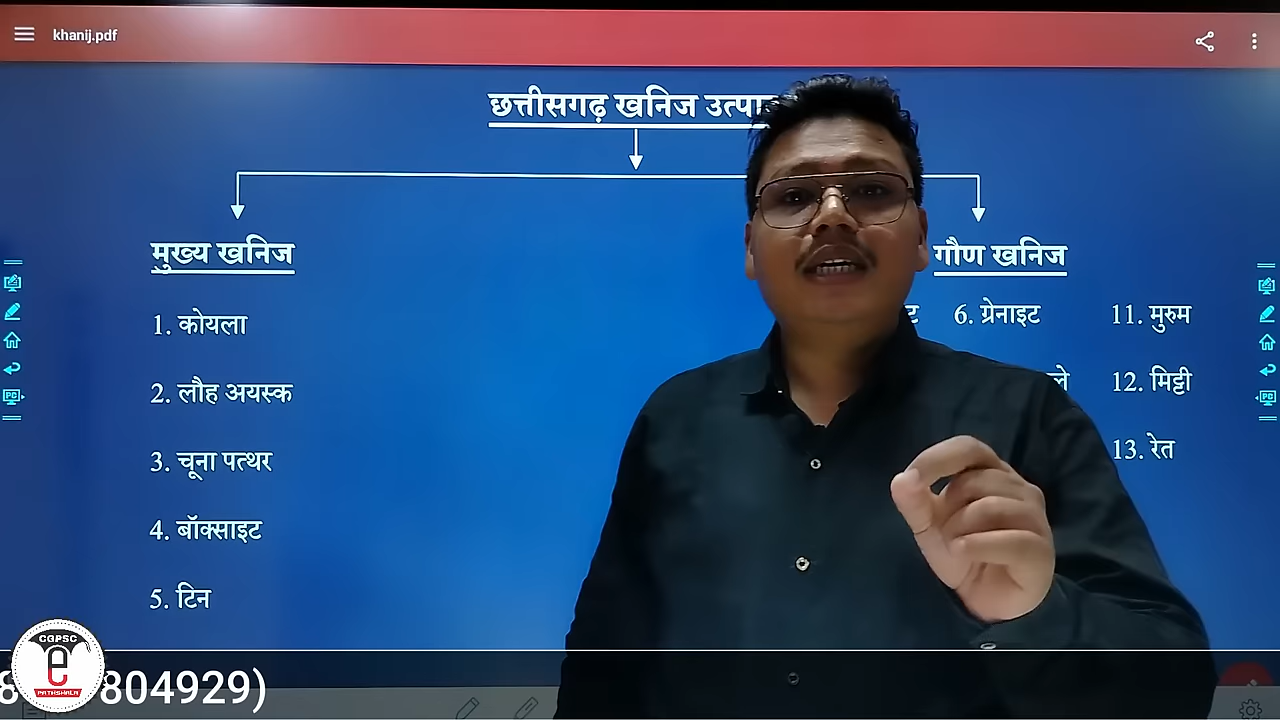 khanij.pdf
छत्तीसगढ़ खनिज
मुख्य खनिज
1. कोयला
2. लौह अयस्क
3. चूना पत्थर
4. बॉक्साइट
5. टिन
गौण खनिज
6. ग्रेनाइट
11. मुरुम
12. मिट्टी
13. रेत
CGPSC
e
PATHSHALA
804929)